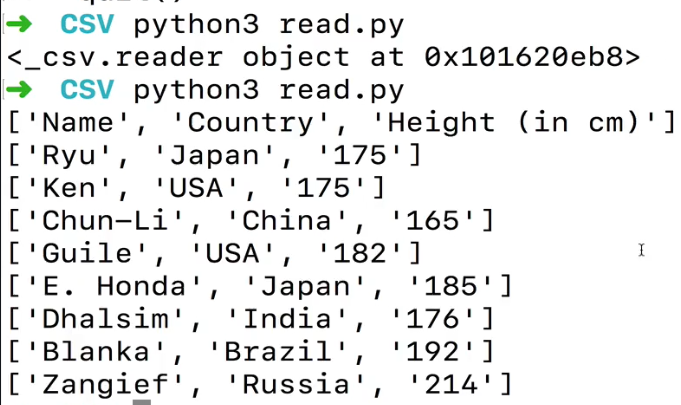 ➜ CSV python3 read.py
<_csv.reader object at 0x101620eb8>
➜ CSV python3 read.py
['Name', 'Country', 'Height (in cm)']
['Ryu', 'Japan', '175']
['Ken', 'USA', '175']
['Chun-Li', 'China', '165']
['Guile', 'USA', '182']
['E. Honda', 'Japan', '185']
['Dhalsim', 'India', '176']
['Blanka', 'Brazil', '192']
['Zangief', 'Russia', '214']